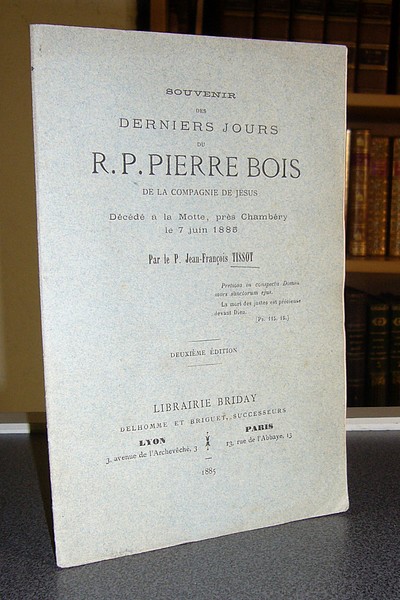 SOUVENIR
DES
DERNIERS JOURS
DU
R. P. PIERRE BOIS
DE LA COMPAGNIE DE JÉSUS
Décédé à la Motte, près Chambéry
le 7 juin 1885
Par le P. Jean-François TISSOT
Pretiosa in conspectu Domini
mors sanctorum ejus.
La mort des justes est précieuse
devant Dieu.
DEUXIÈME ÉDITION
LIBRAIRIE BRIDAY
DELHOMME ET BRIGUET, SUCCESSEURS
LYON
3, avenue de l'Archevêché, 3
PARIS
13, rue de l'Abbaye, 13
1885